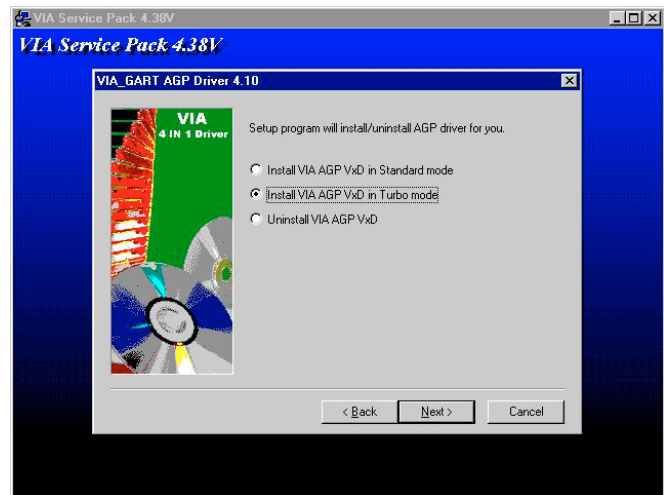 VIA Service Pack 4.38V
VIA Service Pack 4.38V
VIA_GART AGP Driver 4.10
VIA
4 IN 1 Driver
Setup program will install/uninstall AGP driver for you.
Install VIA AGP VxD in Standard mode
Install VIA AGP VxD in Turbo mode
Uninstall VIA AGP VxD
< Back
Next >
Cancel